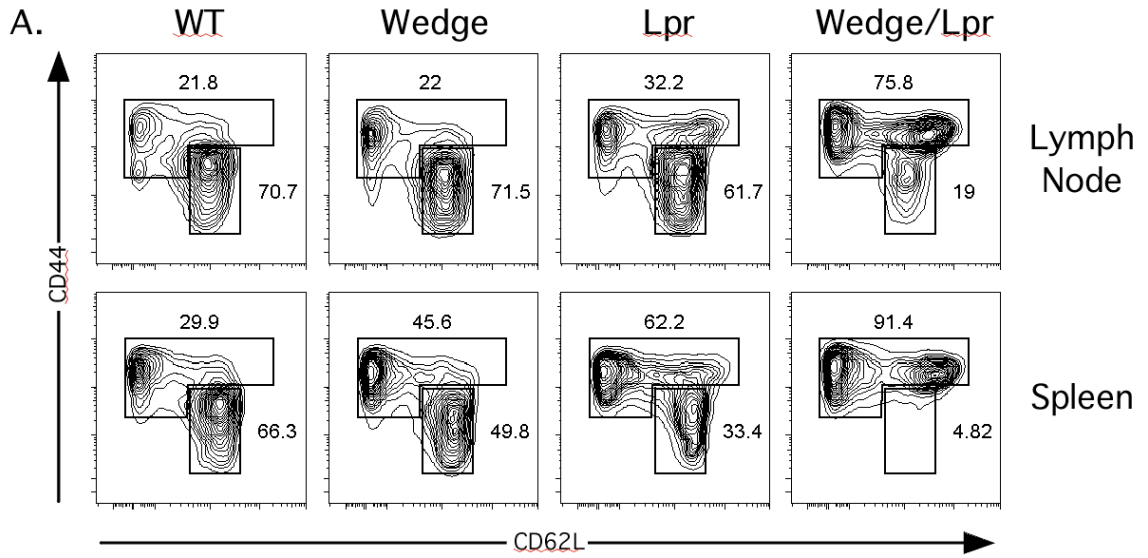 A.
WT Wedge Lpr Wedge/Lpr
21.8 22 32.2 75.8
Lymph
Node
70.7 71.5 61.7 19
CD44
29.9 45.6 62.2 91.4
Spleen
66.3 49.8 33.4 4.82
CD62L